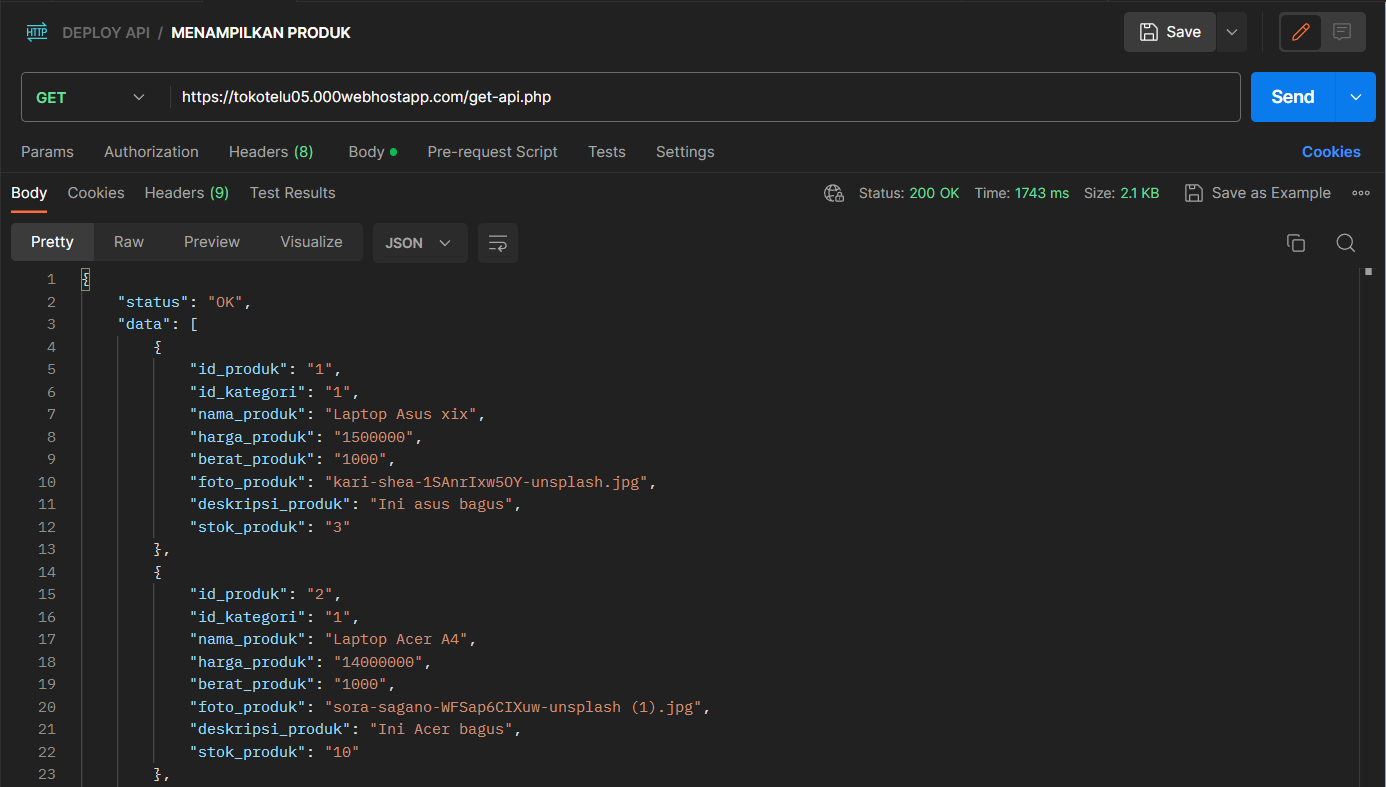 HTTP DEPLOY API / MENAMPILKAN PRODUK Save
GET https://tokotelu05.000webhostapp.com/get-api.php Send
Params Authorization Headers (8) Body Pre-request Script Tests Settings Cookies
Body Cookies Headers (9) Test Results Status: 200 OK Time: 1743 ms Size: 2.1 KB Save as Example
Pretty Raw Preview Visualize JSON
1 {
2 "status": "OK",
3 "data": [
4 {
5 "id_produk": "1",
6 "id_kategori": "1",
7 "nama_produk": "Laptop Asus xix",
8 "harga_produk": "1500000",
9 "berat_produk": "1000",
10 "foto_produk": "kari-shea-1SAnrIxw5OY-unsplash.jpg",
11 "deskripsi_produk": "Ini asus bagus",
12 "stok_produk": "3"
13 },
14 {
15 "id_produk": "2",
16 "id_kategori": "1",
17 "nama_produk": "Laptop Acer A4",
18 "harga_produk": "14000000",
19 "berat_produk": "1000",
20 "foto_produk": "sora-sagano-WFSap6CIXuw-unsplash (1).jpg",
21 "deskripsi_produk": "Ini Acer bagus",
22 "stok_produk": "10"
23 },